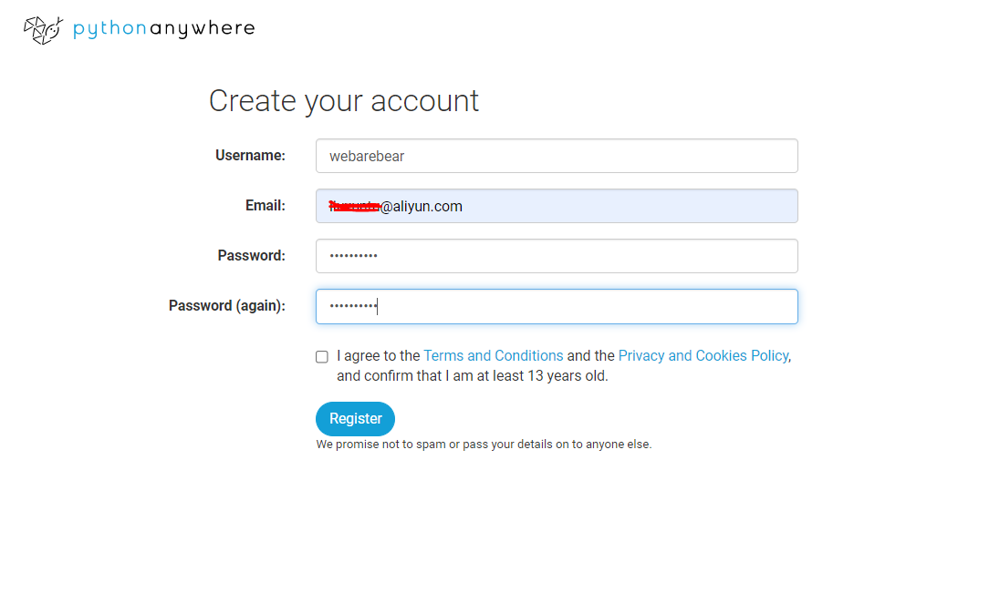 pythonanywhere
Create your account
Username:
webarebear
Email:
@aliyun.com
Password:
••••••••••
Password (again):
••••••••••
I agree to the Terms and Conditions and the Privacy and Cookies Policy,
and confirm that I am at least 13 years old.
Register
We promise not to spam or pass your details on to anyone else.